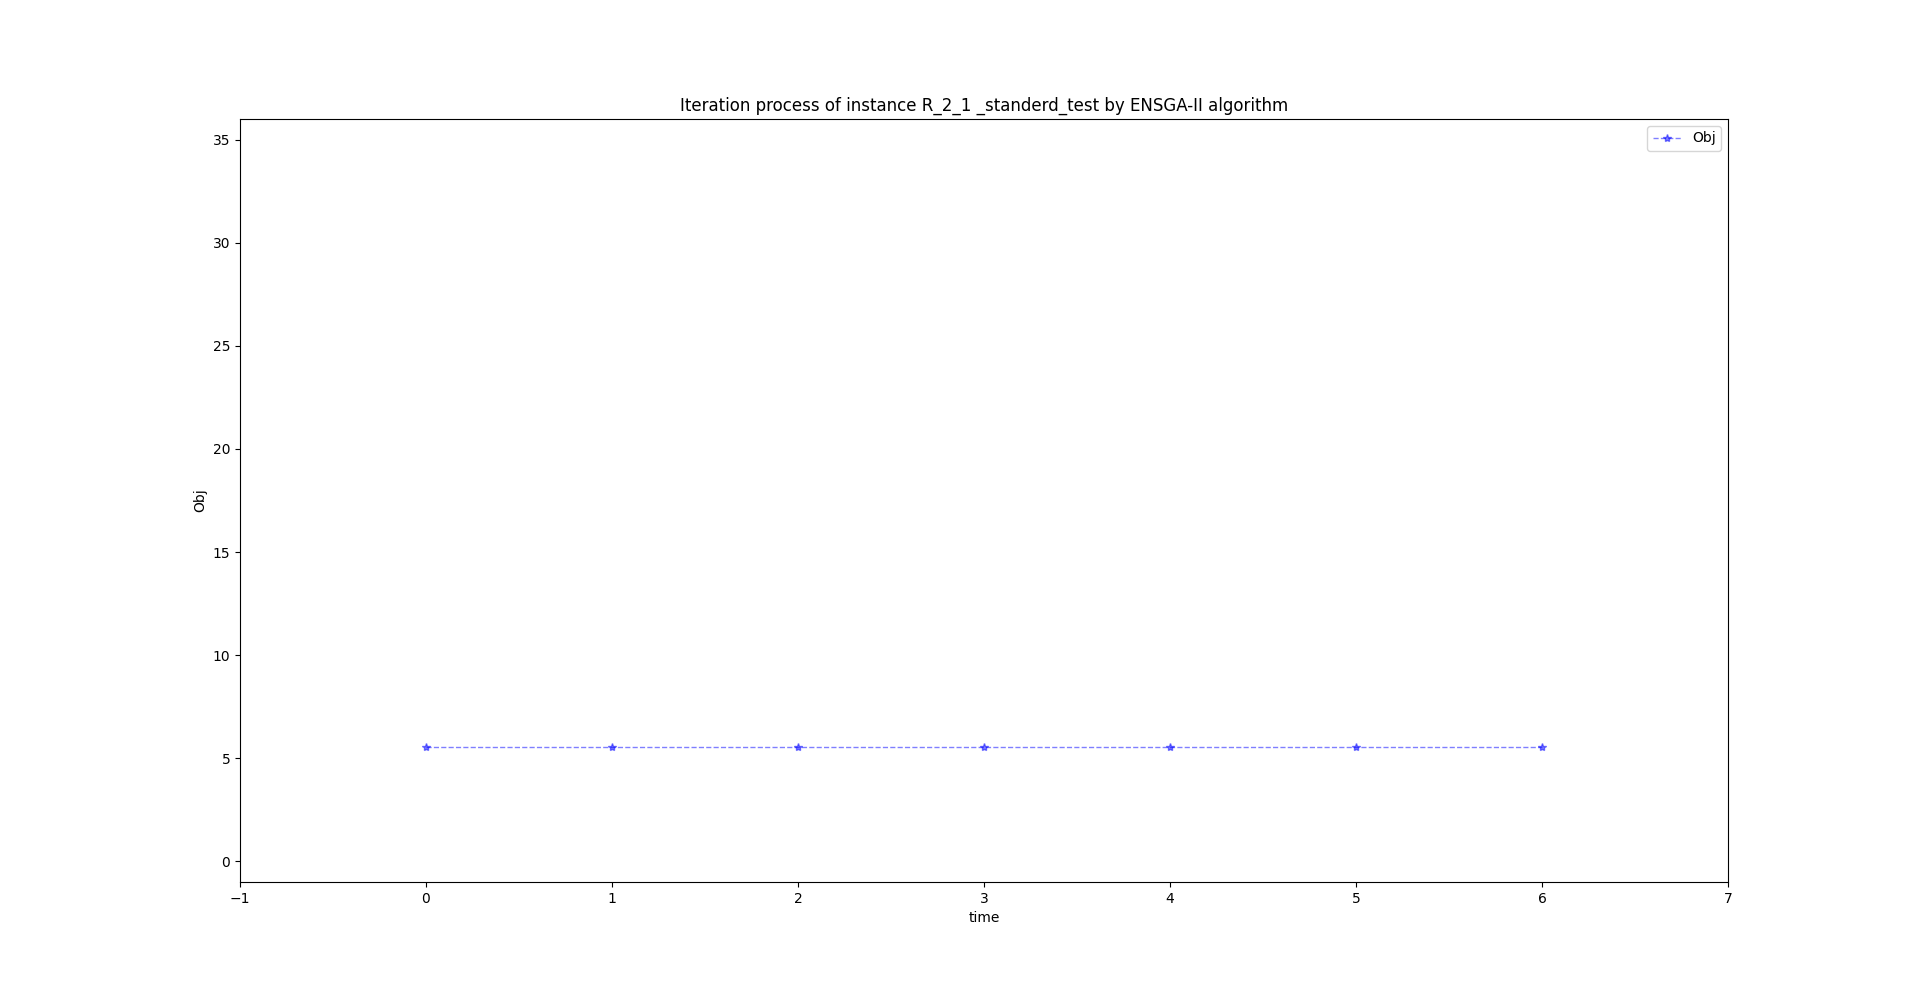 Iteration process of instance R_2_1 _standerd_test by ENSGA-II algorithm
Obj
35
30
25
20
15
10
5
0
Obj
−1 0 1 2 3 4 5 6 7
time